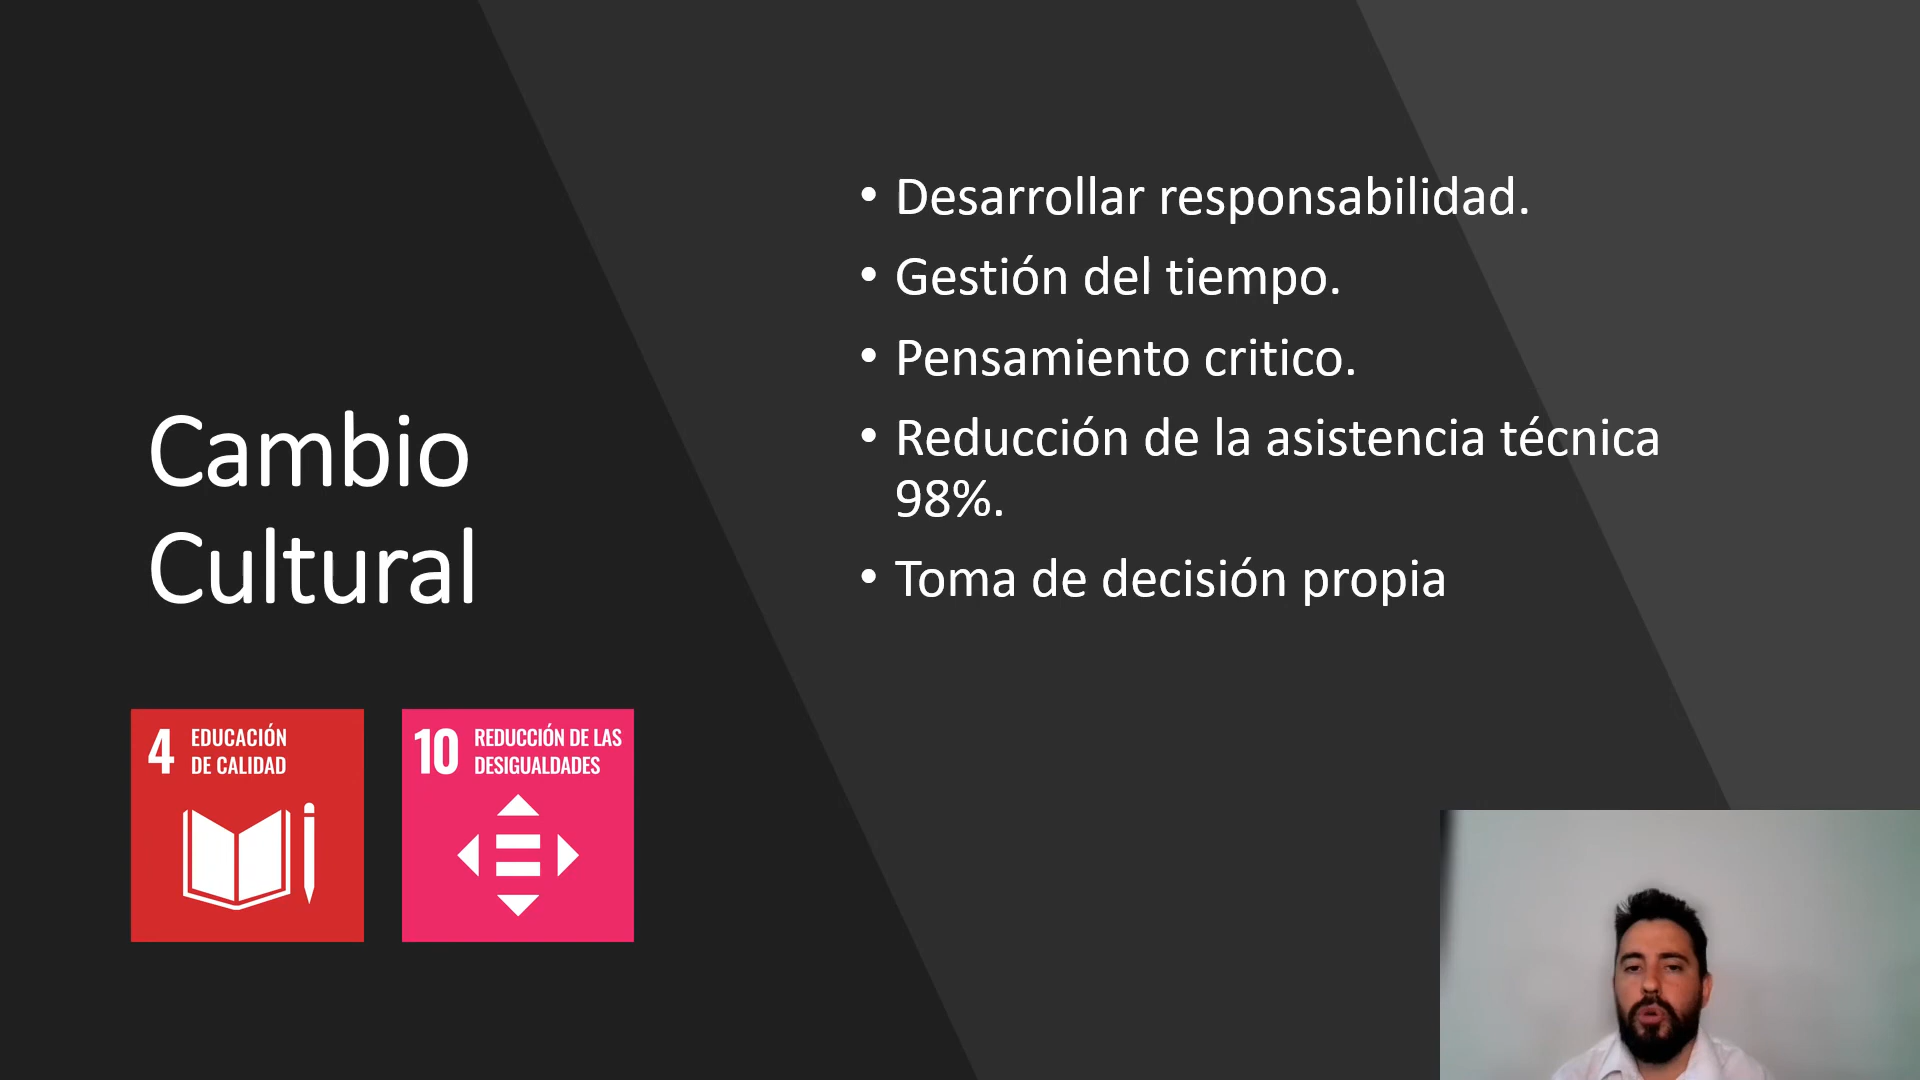 Cambio
Cultural
• Desarrollar responsabilidad.
• Gestión del tiempo.
• Pensamiento critico.
• Reducción de la asistencia técnica
98%.
• Toma de decisión propia
4 EDUCACIÓN
DE CALIDAD
10 REDUCCIÓN DE LAS
DESIGUALDADES